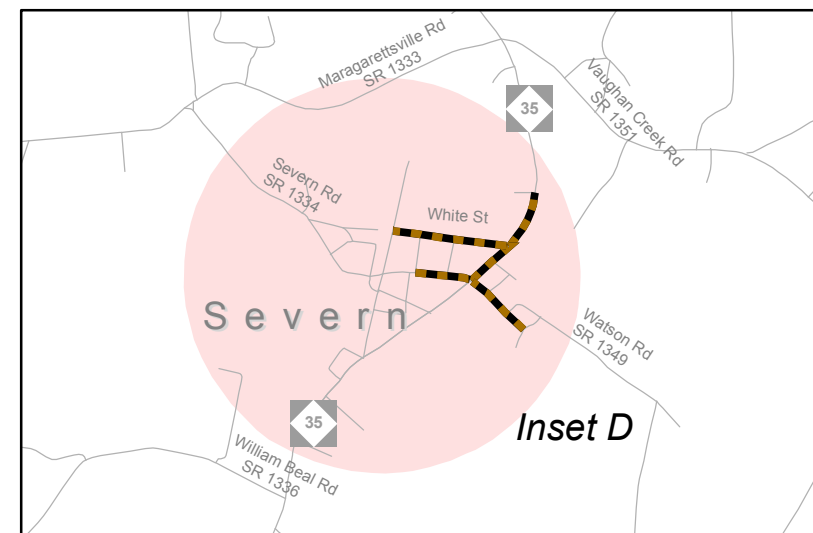 Maragarettsville Rd
SR 1333
Vaughan Creek Rd
SR 1351
35
Severn Rd
SR 1334
White St
Severn
Watson Rd
SR 1349
35
Inset D
William Beal Rd
SR 1336